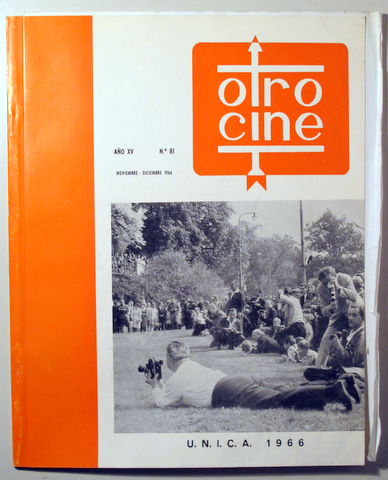 otro
cine
AÑO XV N.º 81
NOVIEMBRE - DICIEMBRE 1966
U.N.I.C.A. 1966